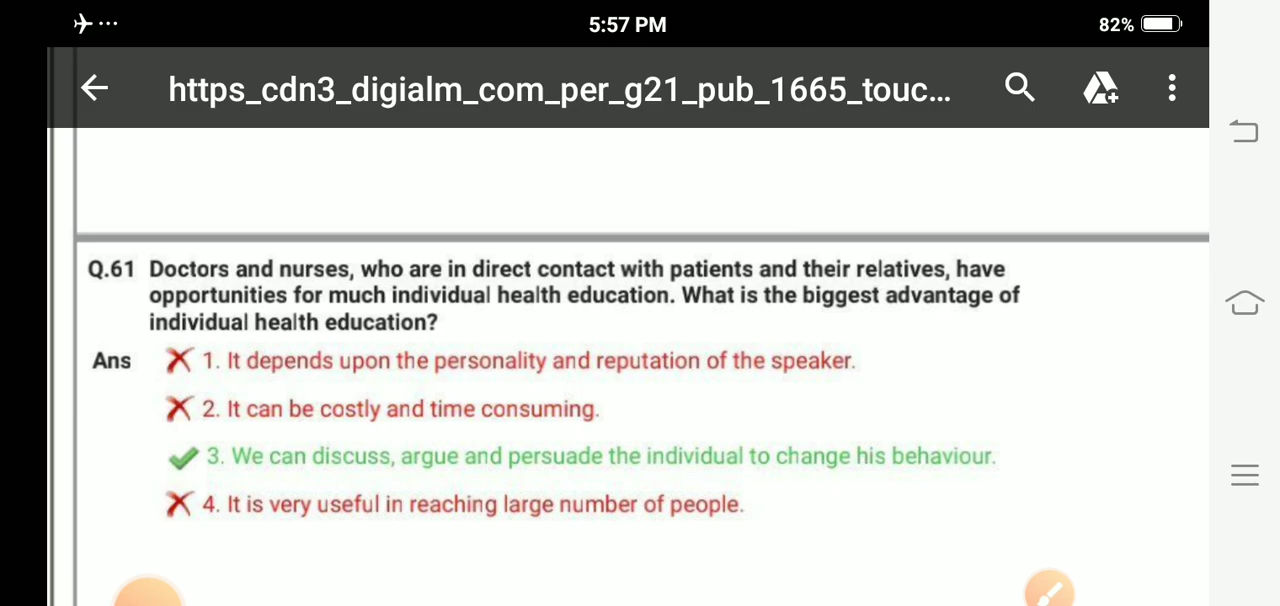 5:57 PM
82%
https_cdn3_digialm_com_per_g21_pub_1665_touc...
Q.61 Doctors and nurses, who are in direct contact with patients and their relatives, have
opportunities for much individual health education. What is the biggest advantage of
individual health education?
Ans 1. It depends upon the personality and reputation of the speaker.
2. It can be costly and time consuming.
3. We can discuss, argue and persuade the individual to change his behaviour.
4. It is very useful in reaching large number of people.